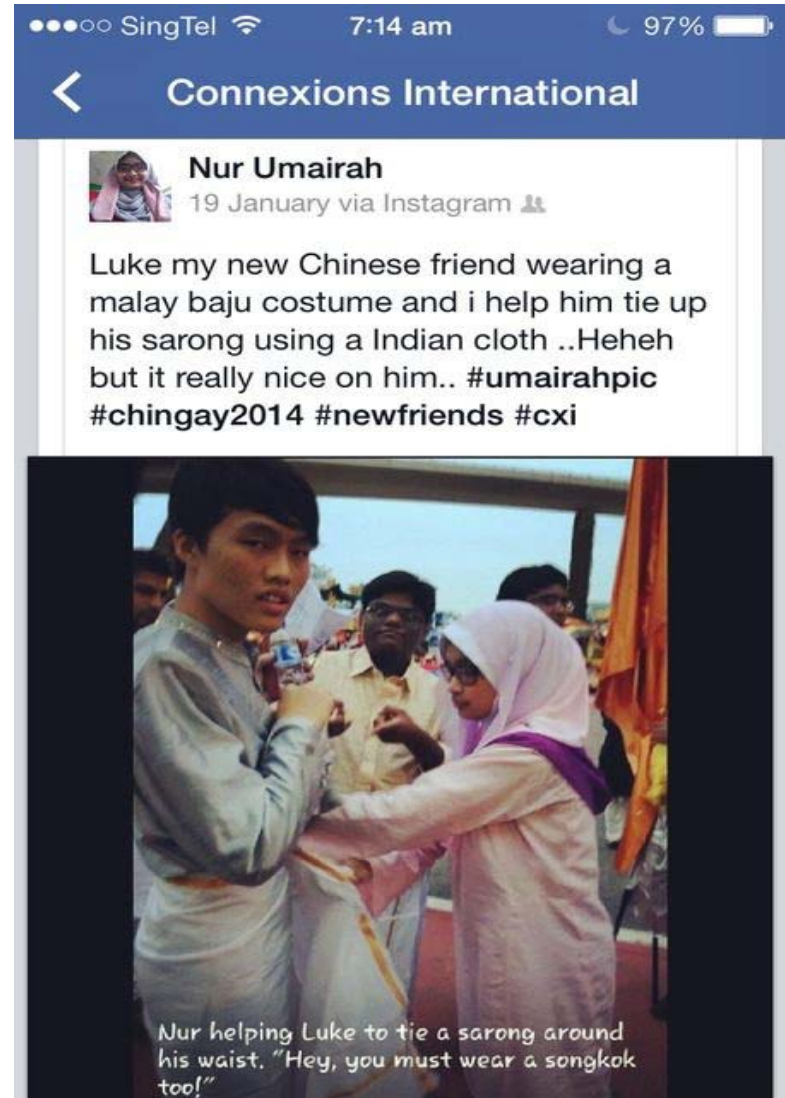 SingTel 7:14 am 97%
Connexions International
Nur Umairah
19 January via Instagram
Luke my new Chinese friend wearing a
malay baju costume and i help him tie up
his sarong using a Indian cloth ..Heheh
but it really nice on him.. #umairahpic
#chingay2014 #newfriends #cxi
Nur helping Luke to tie a sarong around
his waist. "Hey, you must wear a songkok
too!"